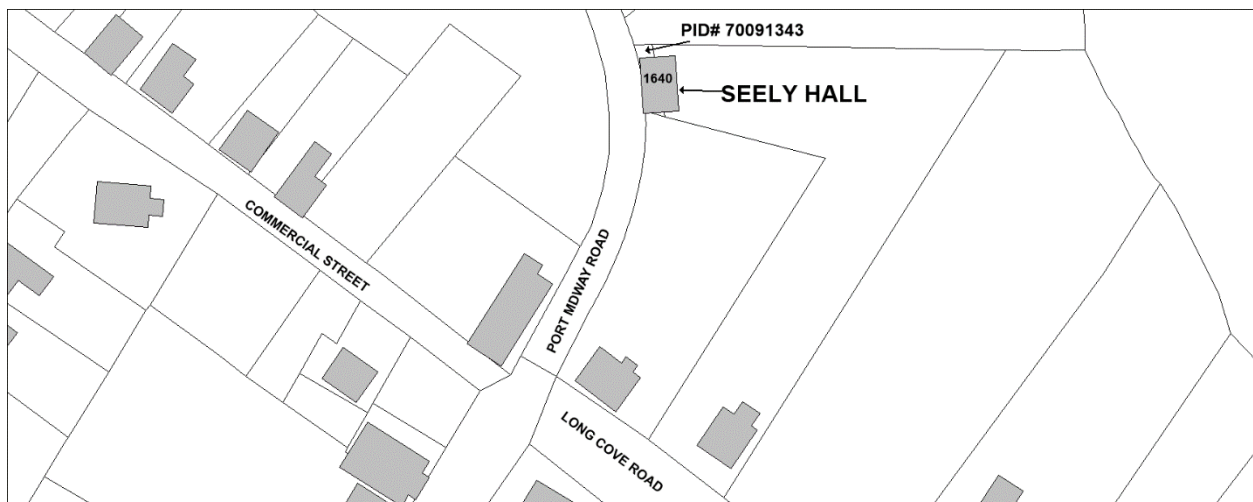 PID# 70091343
1640
SEELY HALL
COMMERCIAL STREET
PORT MDWAY ROAD
LONG COVE ROAD